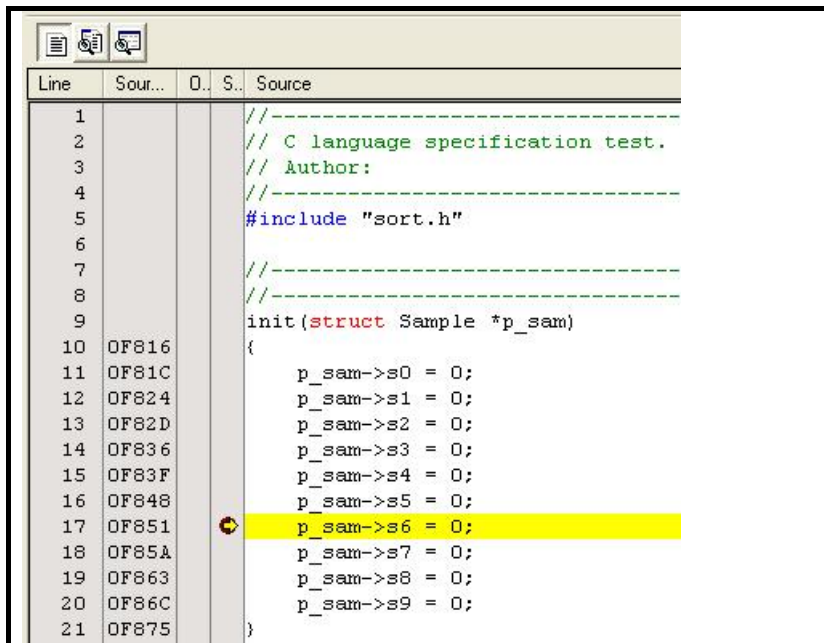 Line Sour... O.. S.. Source
1 //--------------------------------
2 // C language specification test.
3 // Author:
4 //--------------------------------
5 #include "sort.h"
6
7 //--------------------------------
8 //--------------------------------
9 init(struct Sample *p_sam)
10 0F816 {
11 0F81C p_sam->s0 = 0;
12 0F824 p_sam->s1 = 0;
13 0F82D p_sam->s2 = 0;
14 0F836 p_sam->s3 = 0;
15 0F83F p_sam->s4 = 0;
16 0F848 p_sam->s5 = 0;
17 0F851 p_sam->s6 = 0;
18 0F85A p_sam->s7 = 0;
19 0F863 p_sam->s8 = 0;
20 0F86C p_sam->s9 = 0;
21 0F875 }